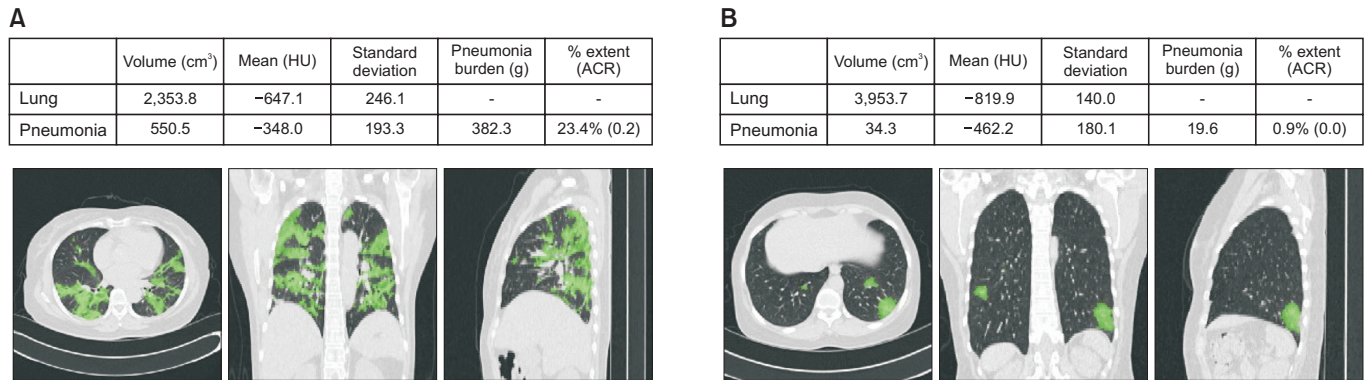 A
Volume (cm³) Mean (HU) Standard deviation Pneumonia burden (g) % extent (ACR)
Lung 2,353.8 −647.1 246.1 - -
Pneumonia 550.5 −348.0 193.3 382.3 23.4% (0.2)
B
Volume (cm³) Mean (HU) Standard deviation Pneumonia burden (g) % extent (ACR)
Lung 3,953.7 −819.9 140.0 - -
Pneumonia 34.3 −462.2 180.1 19.6 0.9% (0.0)